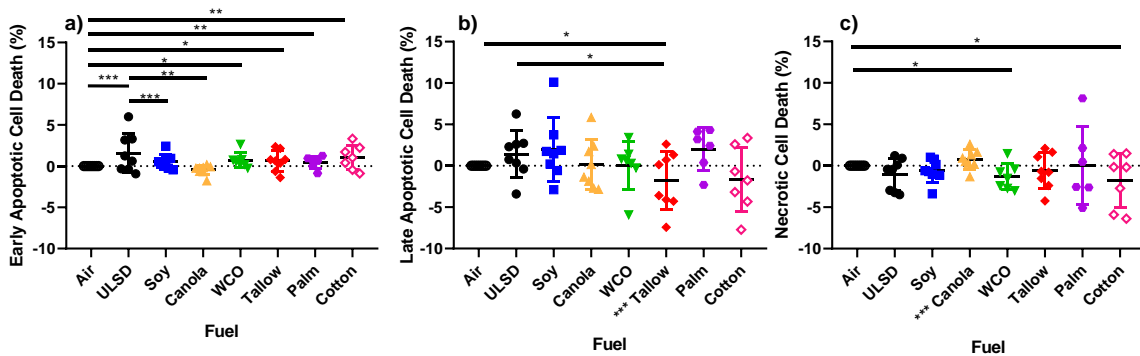 a)
Early Apoptotic Cell Death (%)
15
10
5
0
-5
-10
**
**
*
*
***
**
***
Air
ULSD
Soy
Canola
WCO
Tallow
Palm
Cotton
Fuel
b)
Late Apoptotic Cell Death (%)
15
10
5
0
-5
-10
*
*
Air
ULSD
Soy
Canola
WCO
*** Tallow
Palm
Cotton
Fuel
c)
Necrotic Cell Death (%)
15
10
5
0
-5
-10
*
*
Air
ULSD
Soy
*** Canola
WCO
Tallow
Palm
Cotton
Fuel